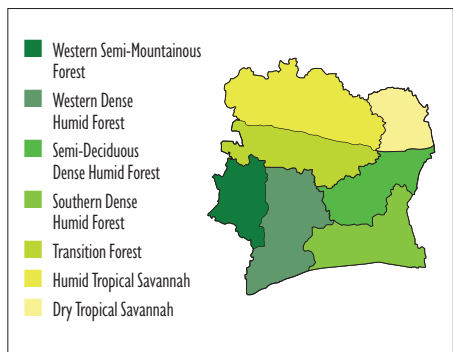 Western Semi-Mountainous
Forest
Western Dense
Humid Forest
Semi-Deciduous
Dense Humid Forest
Southern Dense
Humid Forest
Transition Forest
Humid Tropical Savannah
Dry Tropical Savannah